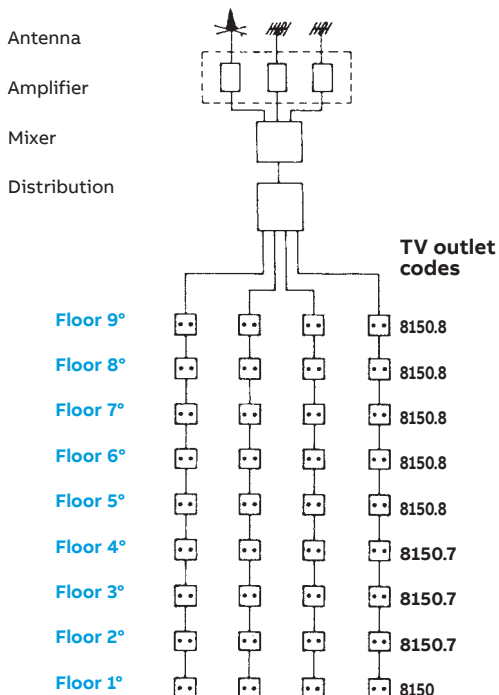 Antenna
Amplifier
Mixer
Distribution
TV outlet
codes
Floor 9° 8150.8
Floor 8° 8150.8
Floor 7° 8150.8
Floor 6° 8150.8
Floor 5° 8150.8
Floor 4° 8150.7
Floor 3° 8150.7
Floor 2° 8150.7
Floor 1° 8150